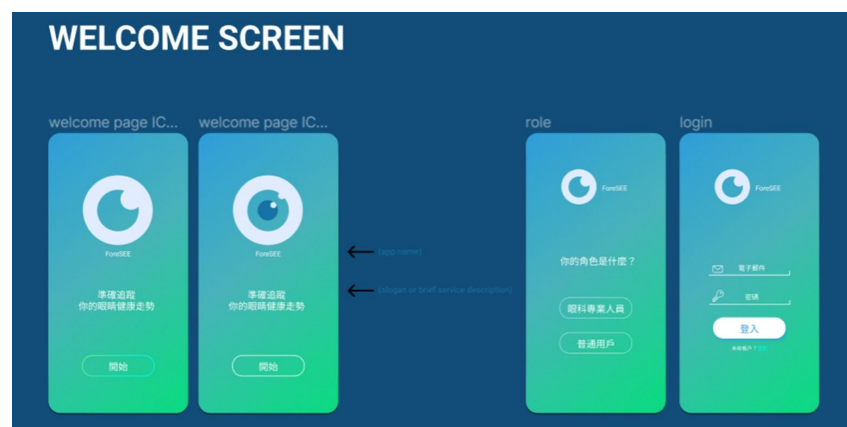 WELCOME SCREEN
welcome page IC...
welcome page IC...
role
login
ForeSEE
準確追蹤
你的眼睛健康走勢
開始
ForeSEE
準確追蹤
你的眼睛健康走勢
開始
(app name)
(slogan or brief service description)
ForeSEE
你的角色是什麼？
眼科專業人員
普通用戶
ForeSEE
電子郵件
密碼
登入